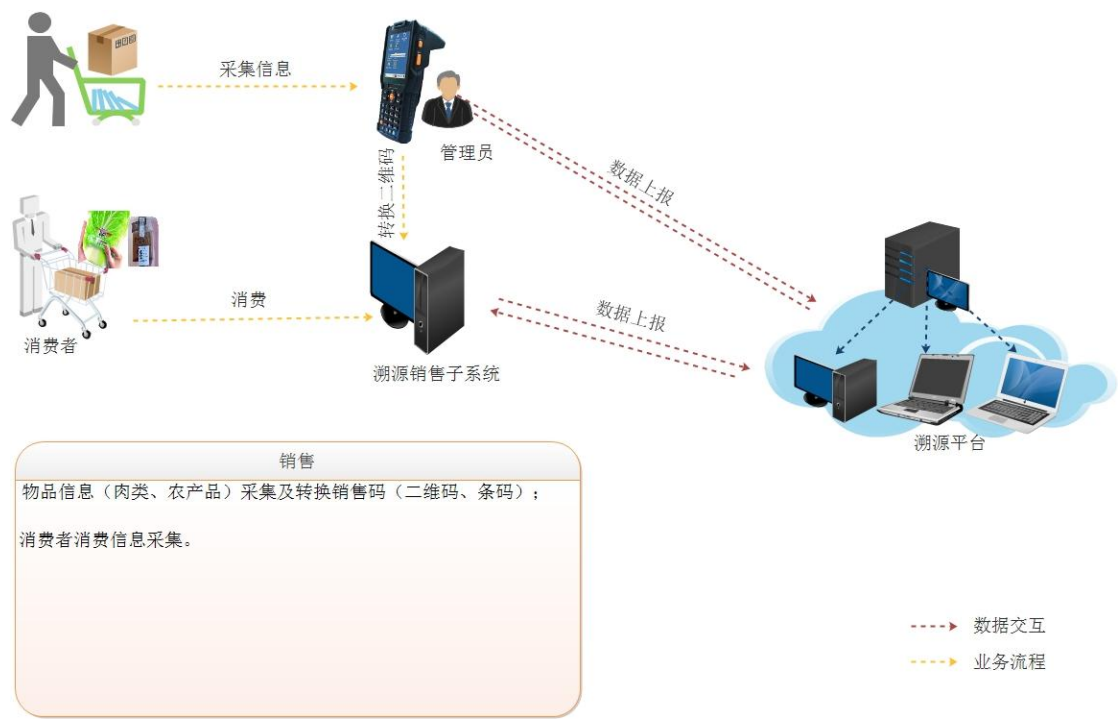 采集信息
管理员
转换二维码
数据上报
消费
消费者
数据上报
溯源销售子系统
溯源平台
销售
物品信息（肉类、农产品）采集及转换销售码（二维码、条码）；
消费者消费信息采集。
数据交互
业务流程